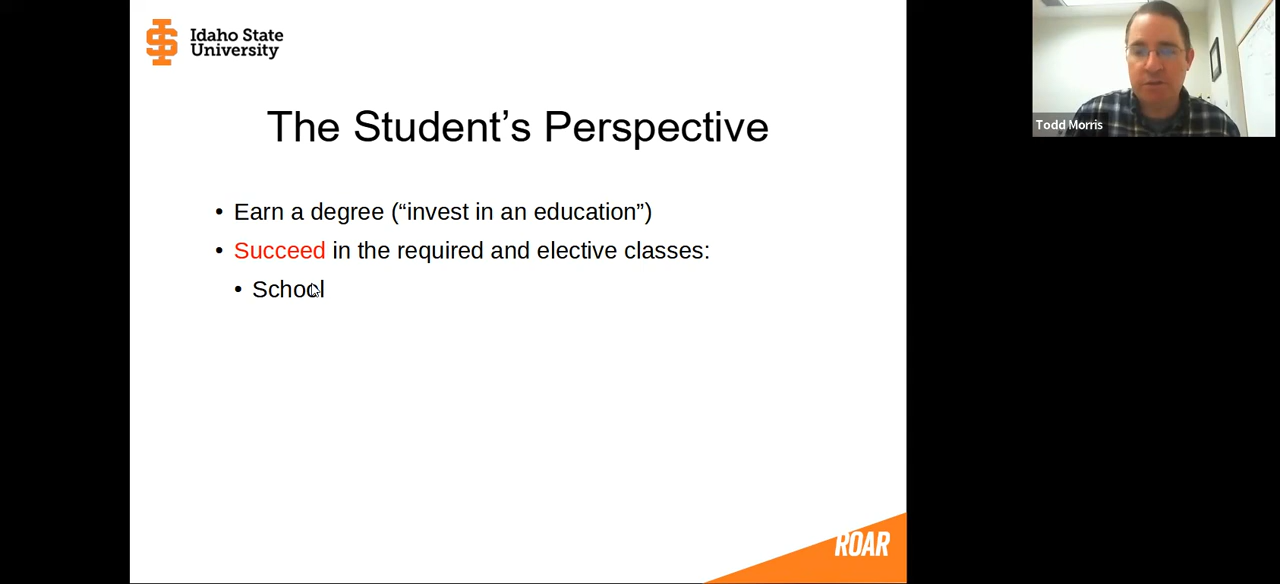 Idaho State
University
The Student’s Perspective
• Earn a degree (“invest in an education”)
• Succeed in the required and elective classes:
• School
ROAR
Todd Morris